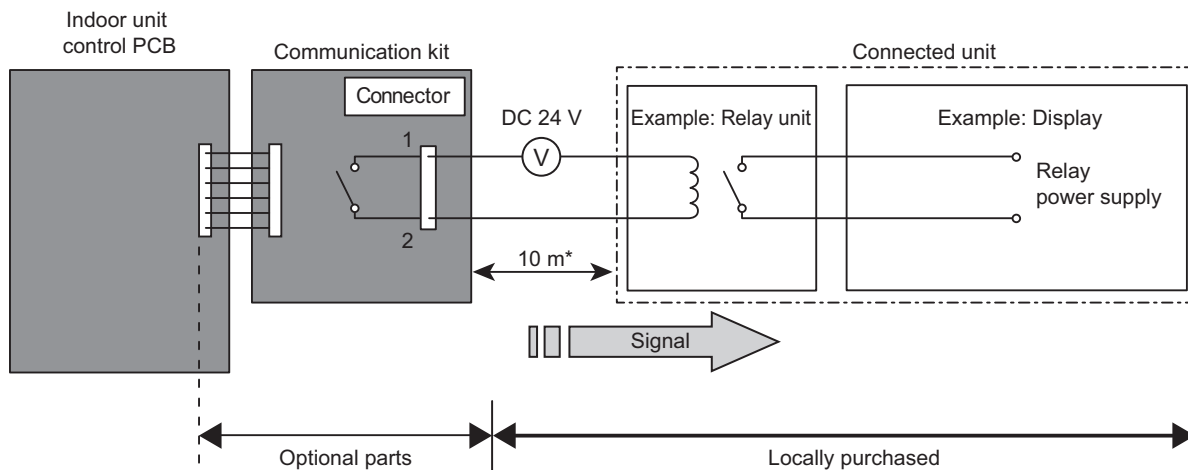 Indoor unit
control PCB
Communication kit
Connected unit
Connector
DC 24 V
Example: Relay unit
Example: Display
1
V
Relay
power supply
2
10 m*
Signal
Optional parts
Locally purchased